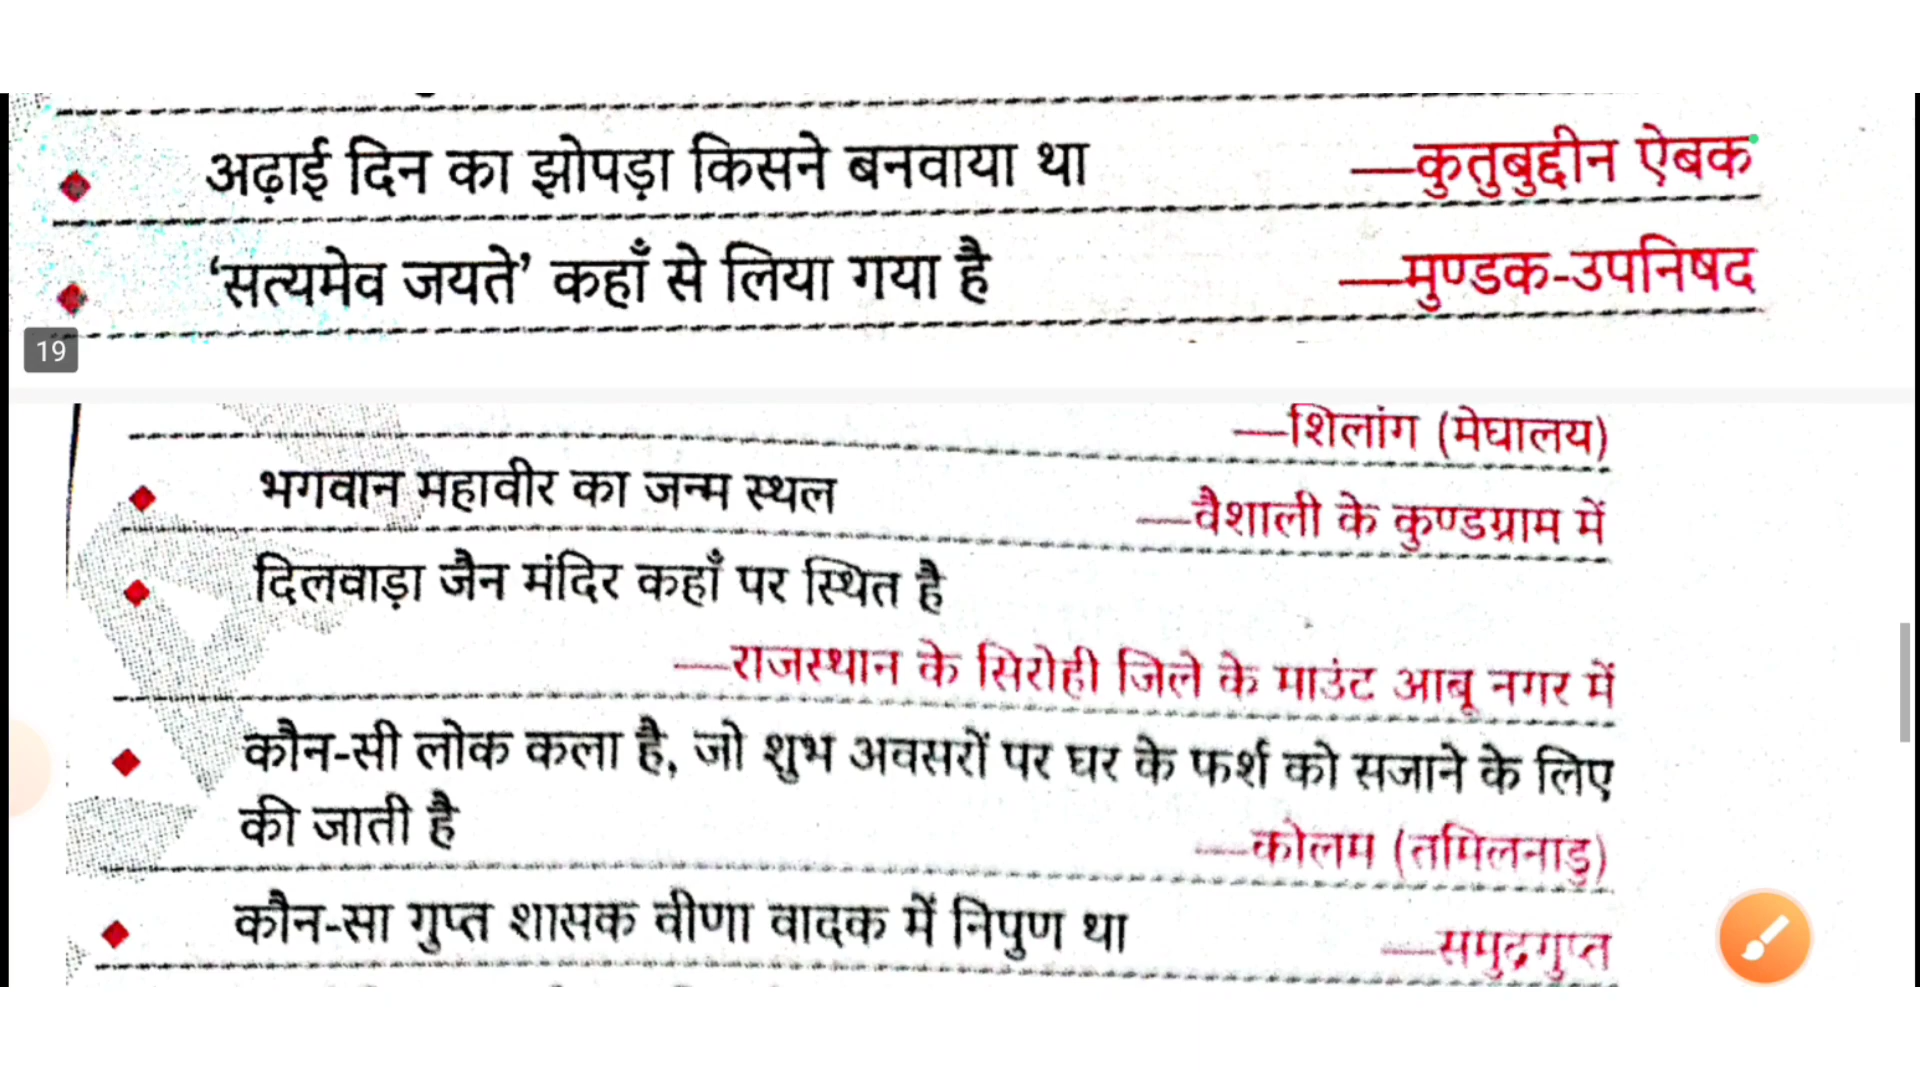 अढ़ाई दिन का झोपड़ा किसने बनवाया था —कुतुबुद्दीन ऐबक
‘सत्यमेव जयते’ कहाँ से लिया गया है —मुण्डक-उपनिषद
19
—शिलांग (मेघालय)
भगवान महावीर का जन्म स्थल —वैशाली के कुण्डग्राम में
दिलवाड़ा जैन मंदिर कहाँ पर स्थित है
—राजस्थान के सिरोही जिले के माउंट आबू नगर में
कौन-सी लोक कला है, जो शुभ अवसरों पर घर के फर्श को सजाने के लिए
की जाती है —कोलम (तमिलनाडु)
कौन-सा गुप्त शासक वीणा वादक में निपुण था —समुद्रगुप्त